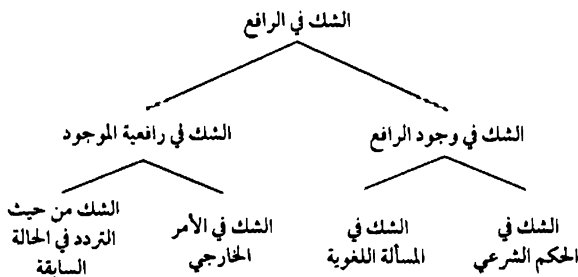 الشك في الرافع
الشك في وجود الرافع
الشك في رافعية الموجود
الشك في
الحكم الشرعي
الشك في
المسألة اللغوية
الشك في الأمر
الخارجي
الشك من حيث
التردد في الحالة
السابقة